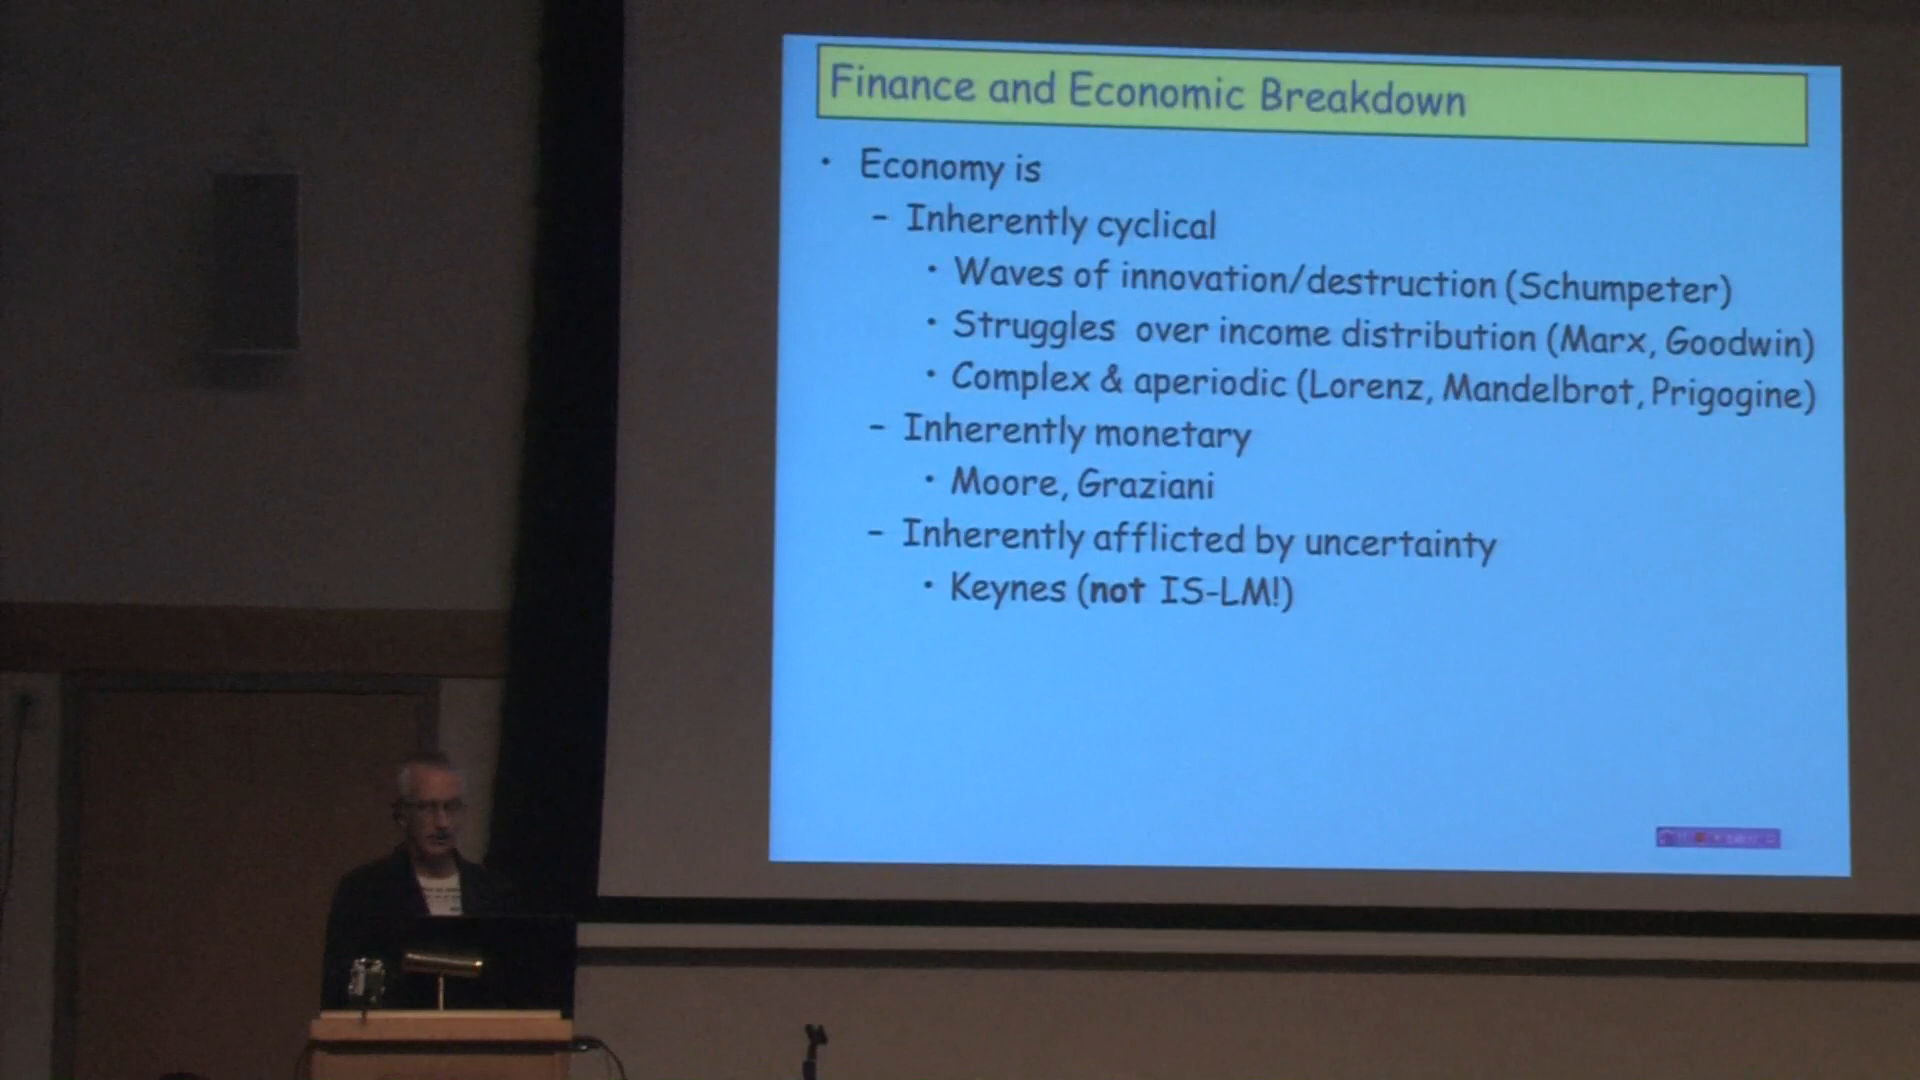 Finance and Economic Breakdown
• Economy is
– Inherently cyclical
• Waves of innovation/destruction (Schumpeter)
• Struggles over income distribution (Marx, Goodwin)
• Complex & aperiodic (Lorenz, Mandelbrot, Prigogine)
– Inherently monetary
• Moore, Graziani
– Inherently afflicted by uncertainty
• Keynes (not IS-LM!)